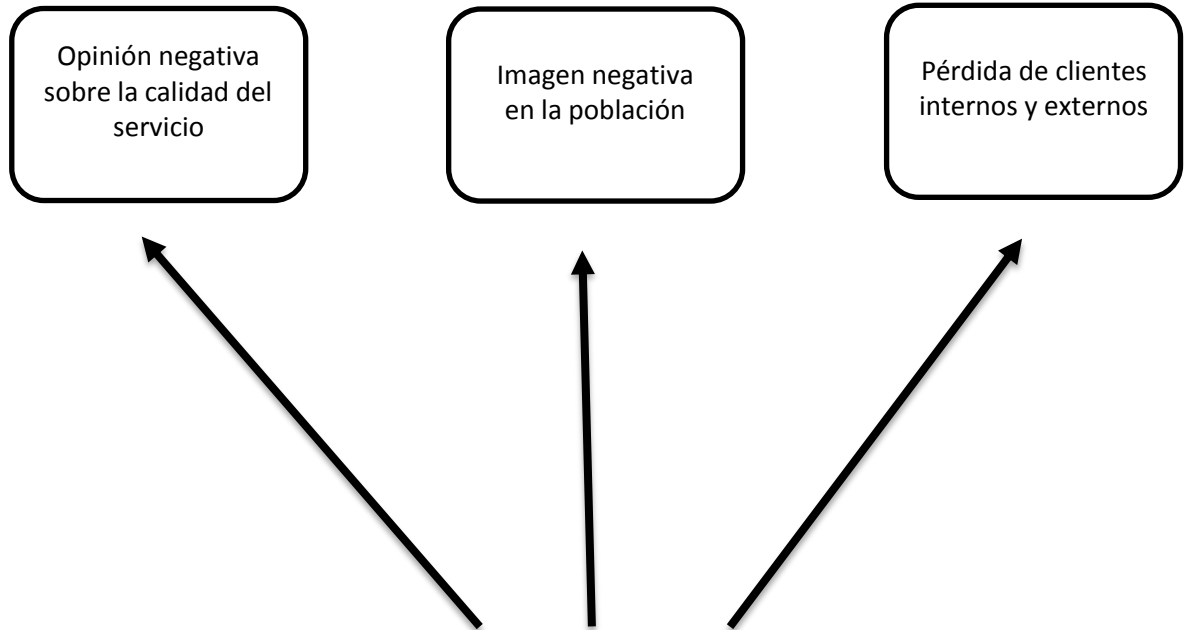 Opinión negativa
sobre la calidad del
servicio
Imagen negativa
en la población
Pérdida de clientes
internos y externos